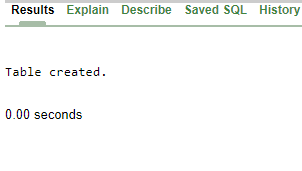 Results Explain Describe Saved SQL History
Table created.
0.00 seconds